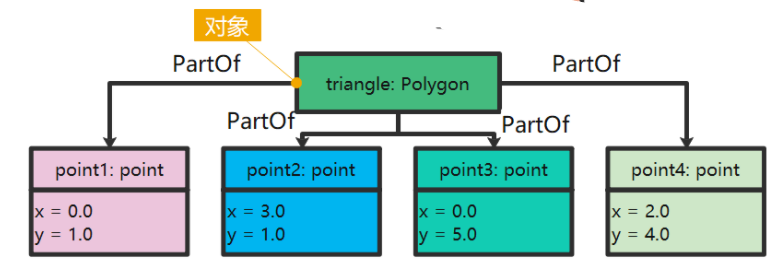 对象
PartOf
PartOf
triangle: Polygon
PartOf
PartOf
point1: point
point2: point
point3: point
point4: point
x = 0.0
y = 1.0
x = 3.0
y = 1.0
x = 0.0
y = 5.0
x = 2.0
y = 4.0